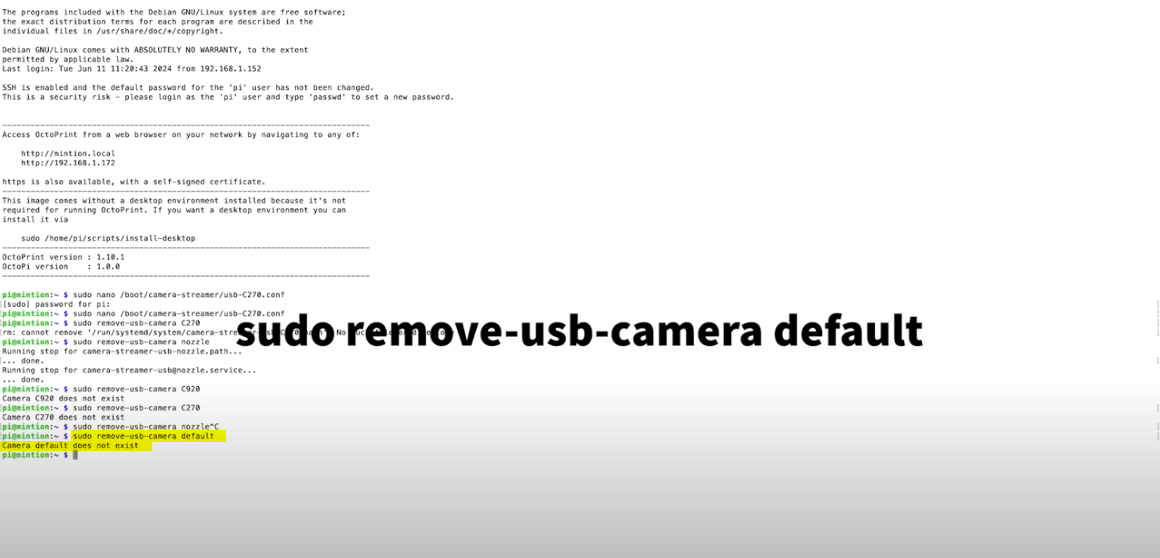 The programs included with the Debian GNU/Linux system are free software;
the exact distribution terms for each program are described in the
individual files in /usr/share/doc/*/copyright.
Debian GNU/Linux comes with ABSOLUTELY NO WARRANTY, to the extent
permitted by applicable law.
Last login: Tue Jun 11 11:20:43 2024 from 192.168.1.152
SSH is enabled and the default password for the 'pi' user has not been changed.
This is a security risk – please login as the 'pi' user and type 'passwd' to set a new password.
Access OctoPrint from a web browser on your network by navigating to any of:
http://mintion.local
http://192.168.1.172
https is also available, with a self-signed certificate.
This image comes without a desktop environment installed because it's not
required for running OctoPrint. If you want a desktop environment you can
install it via
sudo /home/pi/scripts/install-desktop
OctoPrint version : 1.10.1
OctoPi version    : 1.0.0
pi@mintion:~ $ sudo nano /boot/camera-streamer/usb-C270.conf
[sudo] password for pi:
pi@mintion:~ $ sudo nano /boot/camera-streamer/usb-C270.conf
pi@mintion:~ $ sudo remove-usb-camera C270
rm: cannot remove '/run/systemd/system/camera-stre
sudo remove-usb-camera default
pi@mintion:~ $ sudo remove-usb-camera nozzle
Running stop for camera-streamer-usb-nozzle.path...
... done.
Running stop for camera-streamer-usb@nozzle.service...
... done.
pi@mintion:~ $ sudo remove-usb-camera C920
Camera C920 does not exist
pi@mintion:~ $ sudo remove-usb-camera C270
Camera C270 does not exist
pi@mintion:~ $ sudo remove-usb-camera nozzle^C
pi@mintion:~ $ sudo remove-usb-camera default
Camera default does not exist
pi@mintion:~ $